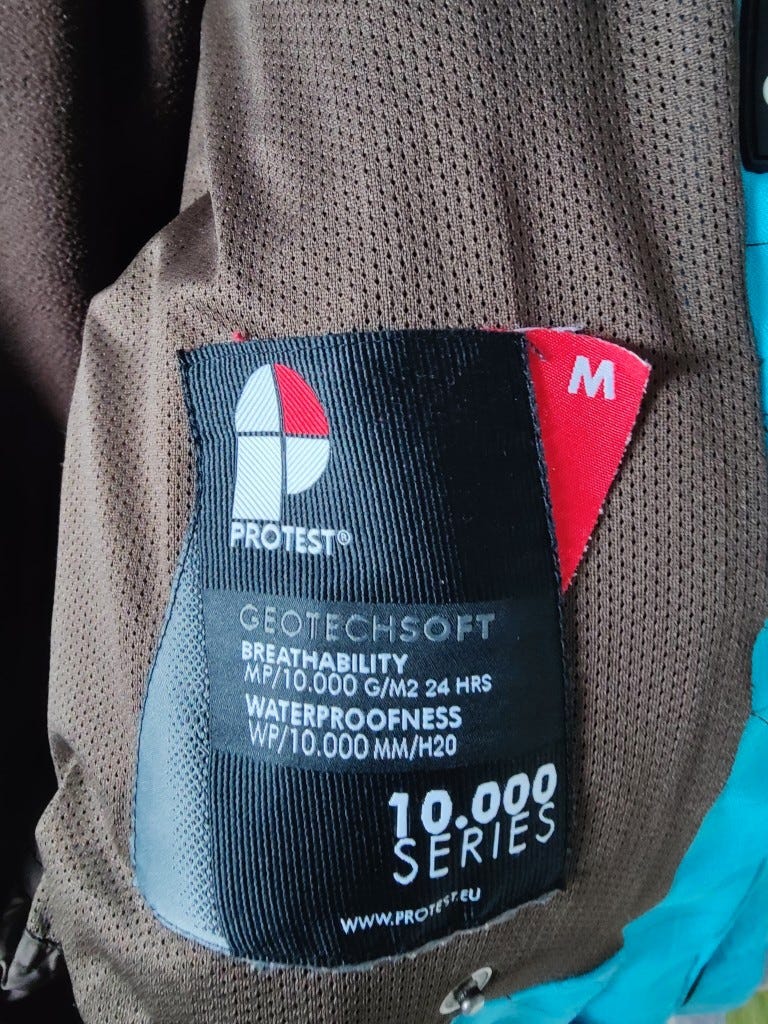 M
PROTEST®
GEOTECHSOFT
BREATHABILITY
MP/10.000 G/M2 24 HRS
WATERPROOFNESS
WP/10.000 MM/H20
10.000
SERIES
WWW.PROTEST.EU